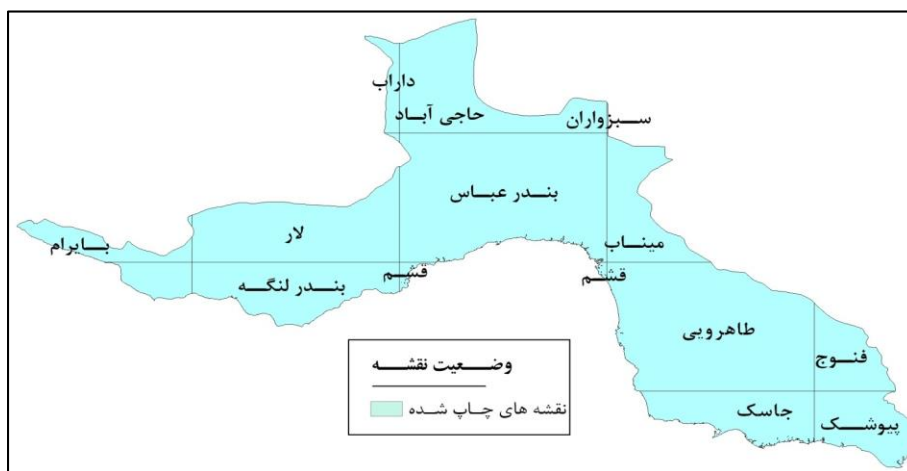 داراب
حاجی آباد
سبزواران
بندر عباس
لار
بایرام
میناب
بندر لنگه
قشم
قشم
طاهرویی
فنوج
جاسک
پیوشک
وضعیت نقشه
نقشه های چاپ شده